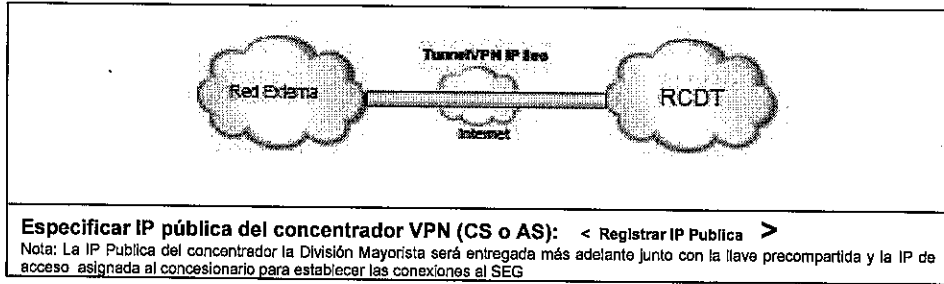 Tunnel VPN IP Sec
Red Externa
RCDT
Internet
Especificar IP pública del concentrador VPN (CS o AS): < Registrar IP Publica >
Nota: La IP Publica del concentrador la División Mayorista será entregada más adelante junto con la llave precompartida y la IP de
acceso asignada al concesionario para establecer las conexiones al SEG